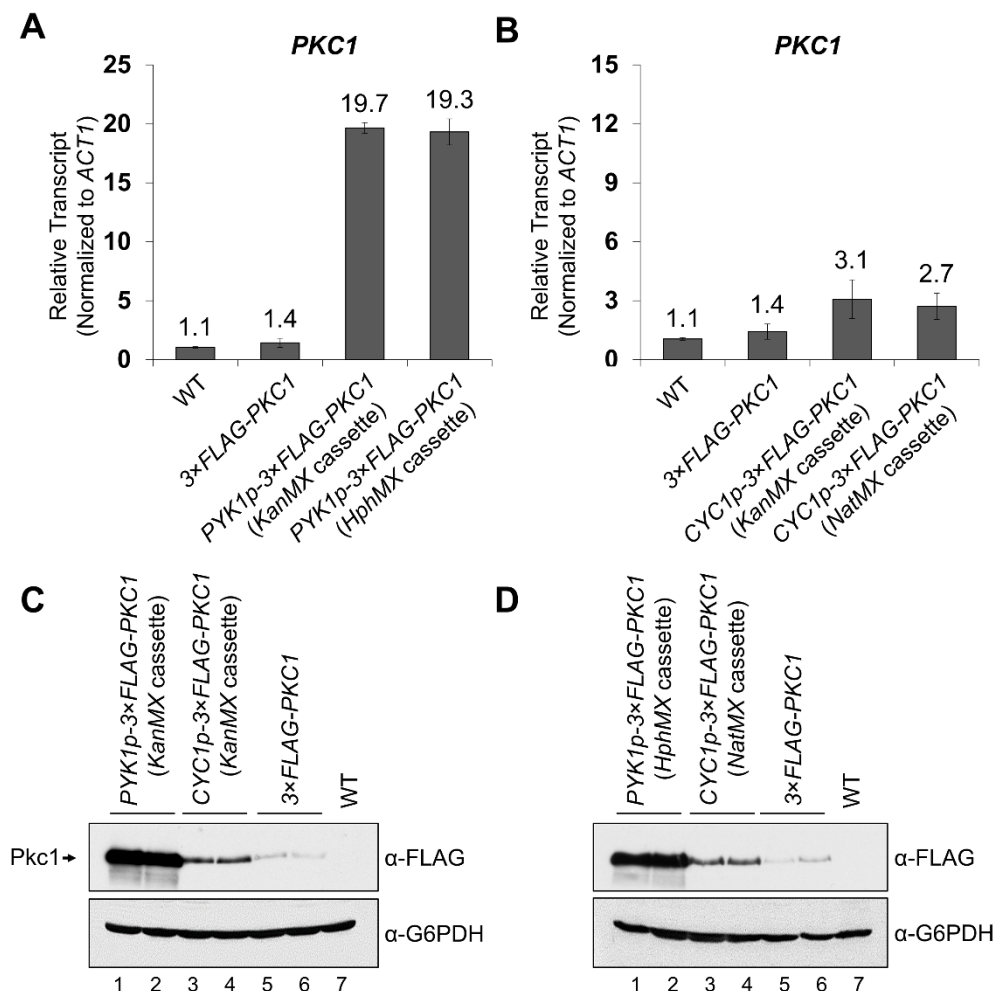 A
PKC1
25
20
15
10
5
0
Relative Transcript
(Normalized to ACT1)
1.1
1.4
19.7
19.3
WT
3×FLAG-PKC1
PYK1p-3×FLAG-PKC1
(KanMX cassette)
PYK1p-3×FLAG-PKC1
(HphMX cassette)
B
PKC1
15
12
9
6
3
0
Relative Transcript
(Normalized to ACT1)
1.1
1.4
3.1
2.7
WT
3×FLAG-PKC1
CYC1p-3×FLAG-PKC1
(KanMX cassette)
CYC1p-3×FLAG-PKC1
(NatMX cassette)
C
PYK1p-3×FLAG-PKC1
(KanMX cassette)
CYC1p-3×FLAG-PKC1
(KanMX cassette)
3×FLAG-PKC1
WT
Pkc1
α-FLAG
α-G6PDH
1 2 3 4 5 6 7
D
PYK1p-3×FLAG-PKC1
(HphMX cassette)
CYC1p-3×FLAG-PKC1
(NatMX cassette)
3×FLAG-PKC1
WT
α-FLAG
α-G6PDH
1 2 3 4 5 6 7